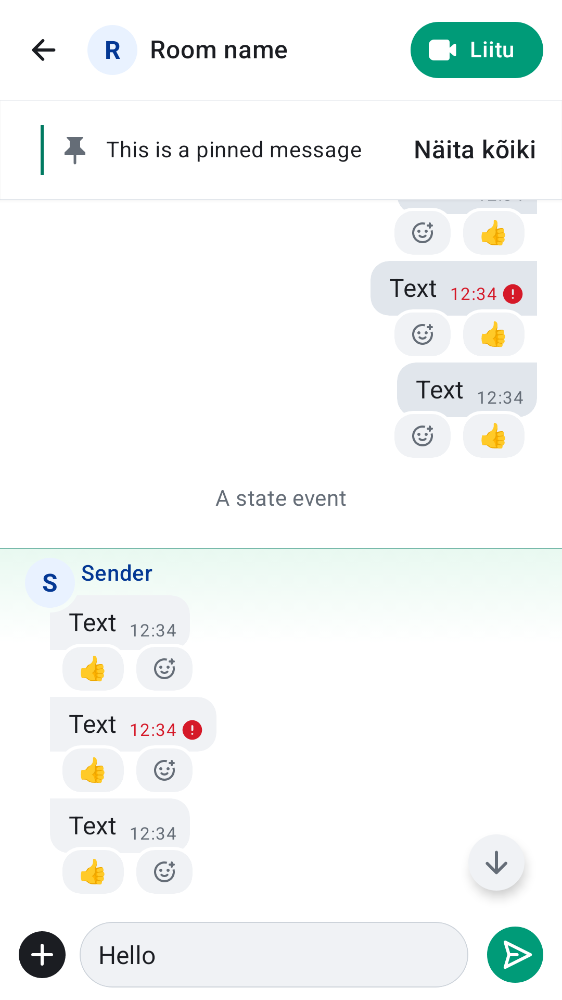 R
Room name
Liitu
This is a pinned message
Näita kõiki
Text 12:34
Text 12:34
A state event
S
Sender
Text 12:34
Text 12:34
Text 12:34
Hello